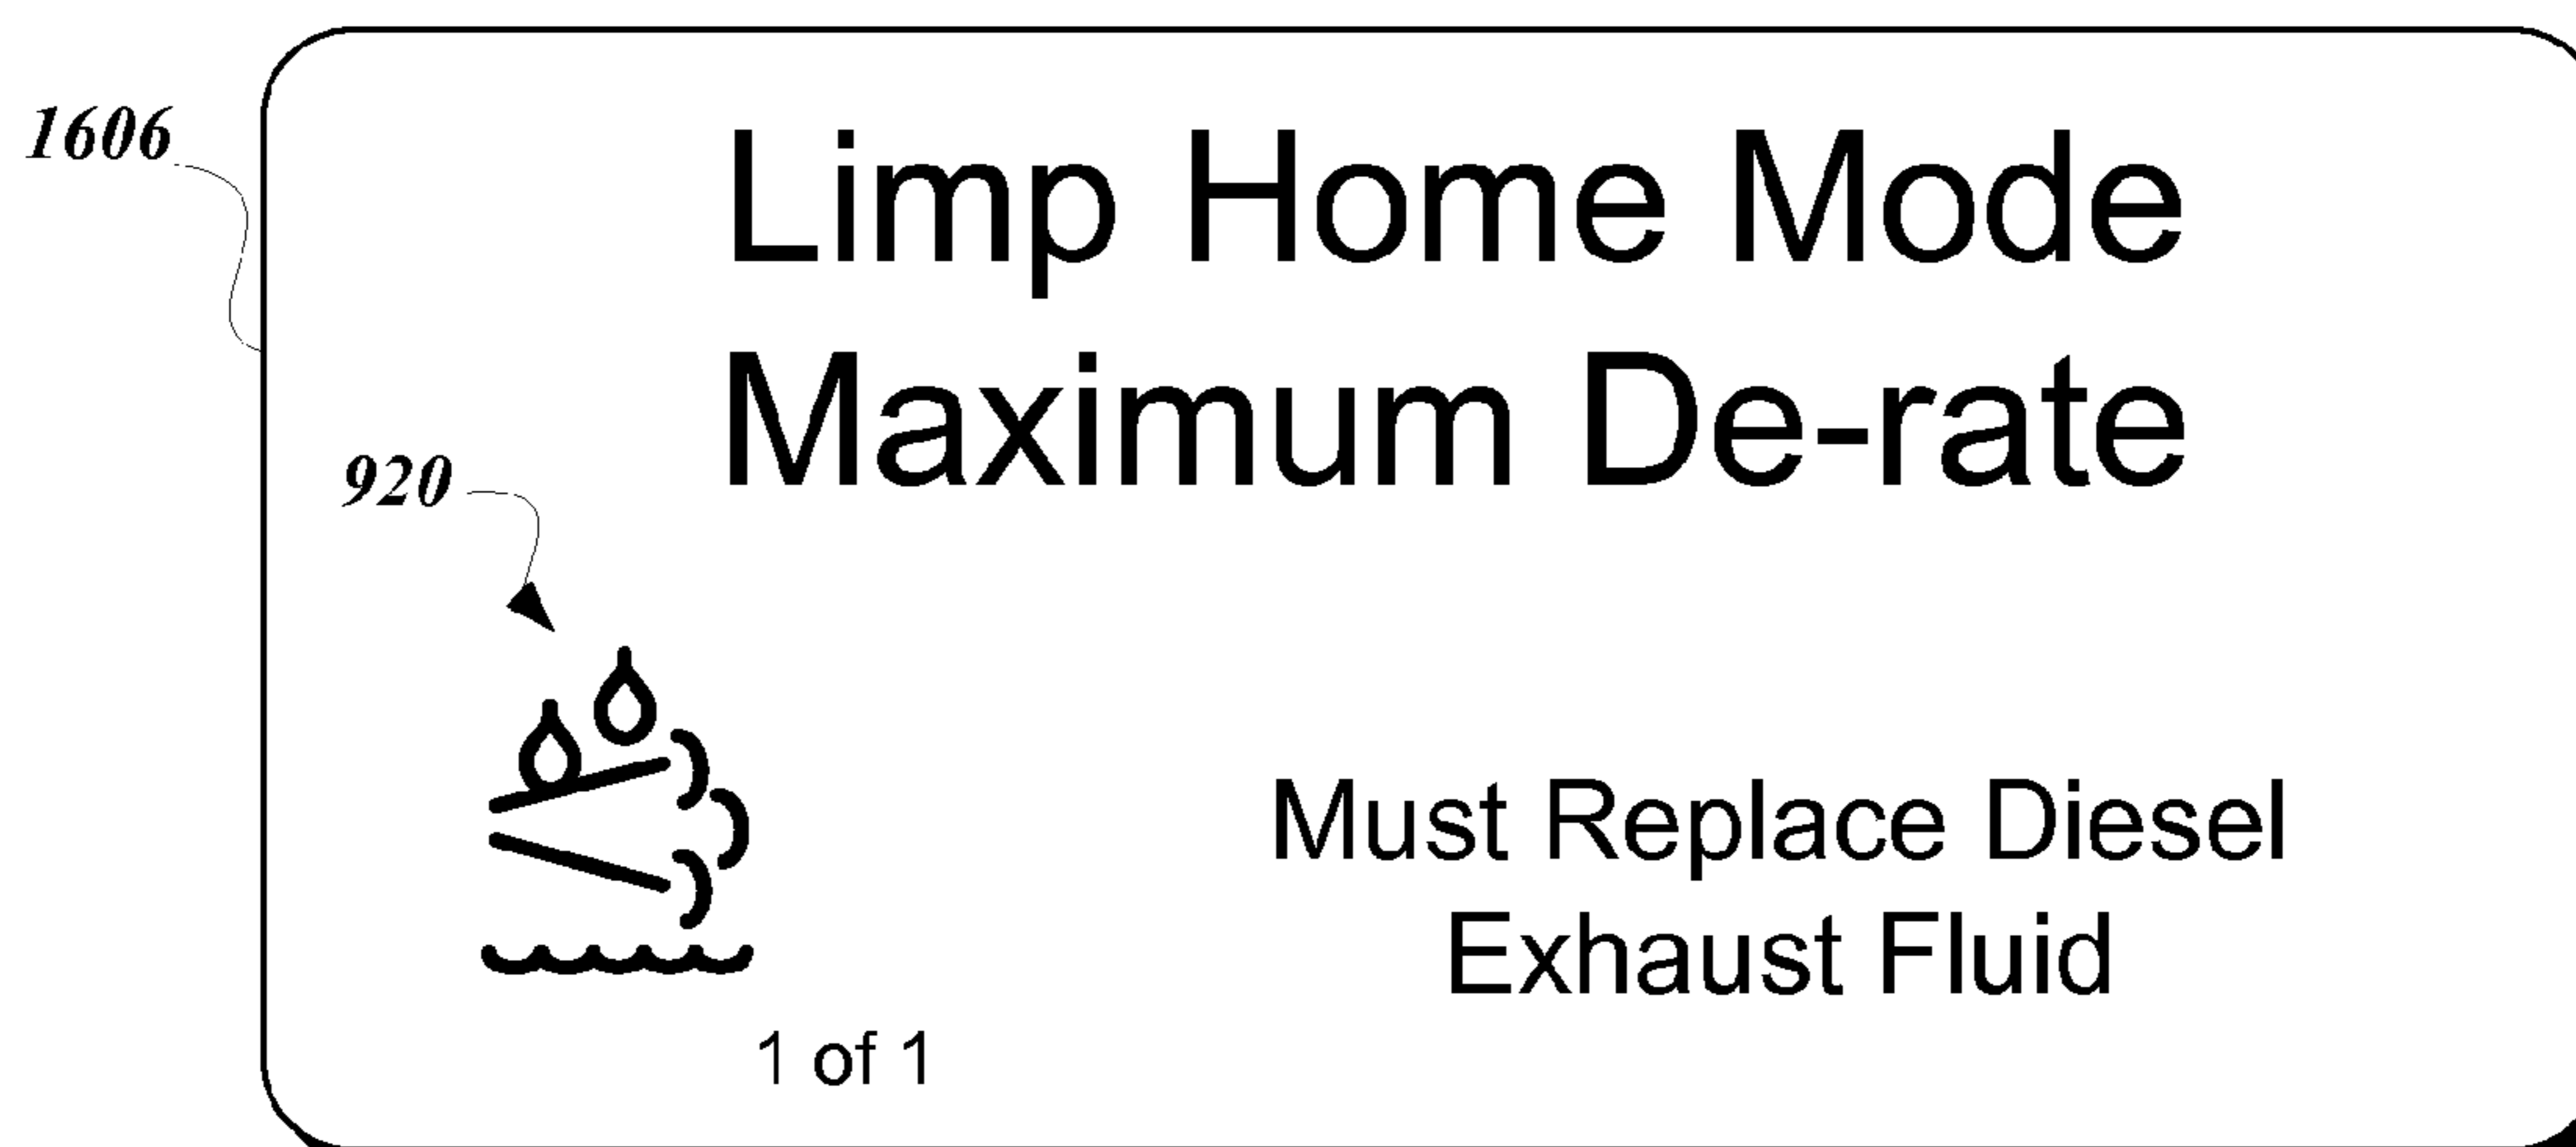 1606
Limp Home Mode
Maximum De-rate
920
Must Replace Diesel
Exhaust Fluid
1 of 1